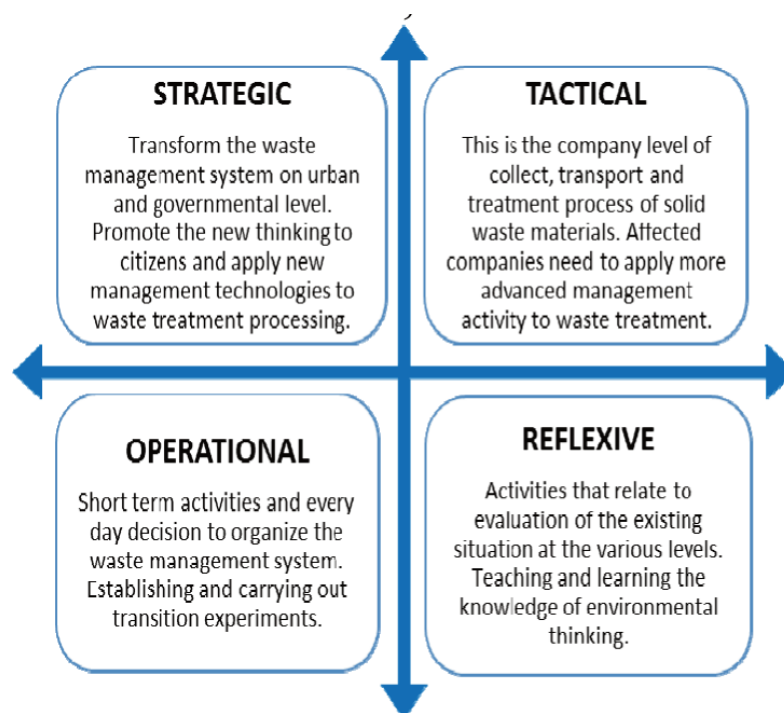 STRATEGIC
Transform the waste
management system on urban
and governmental level.
Promote the new thinking to
citizens and apply new
management technologies to
waste treatment processing.
TACTICAL
This is the company level of
collect, transport and
treatment process of solid
waste materials. Affected
companies need to apply more
advanced management
activity to waste treatment.
OPERATIONAL
Short term activities and every
day decision to organize the
waste management system.
Establishing and carrying out
transition experiments.
REFLEXIVE
Activities that relate to
evaluation of the existing
situation at the various levels.
Teaching and learning the
knowledge of environmental
thinking.